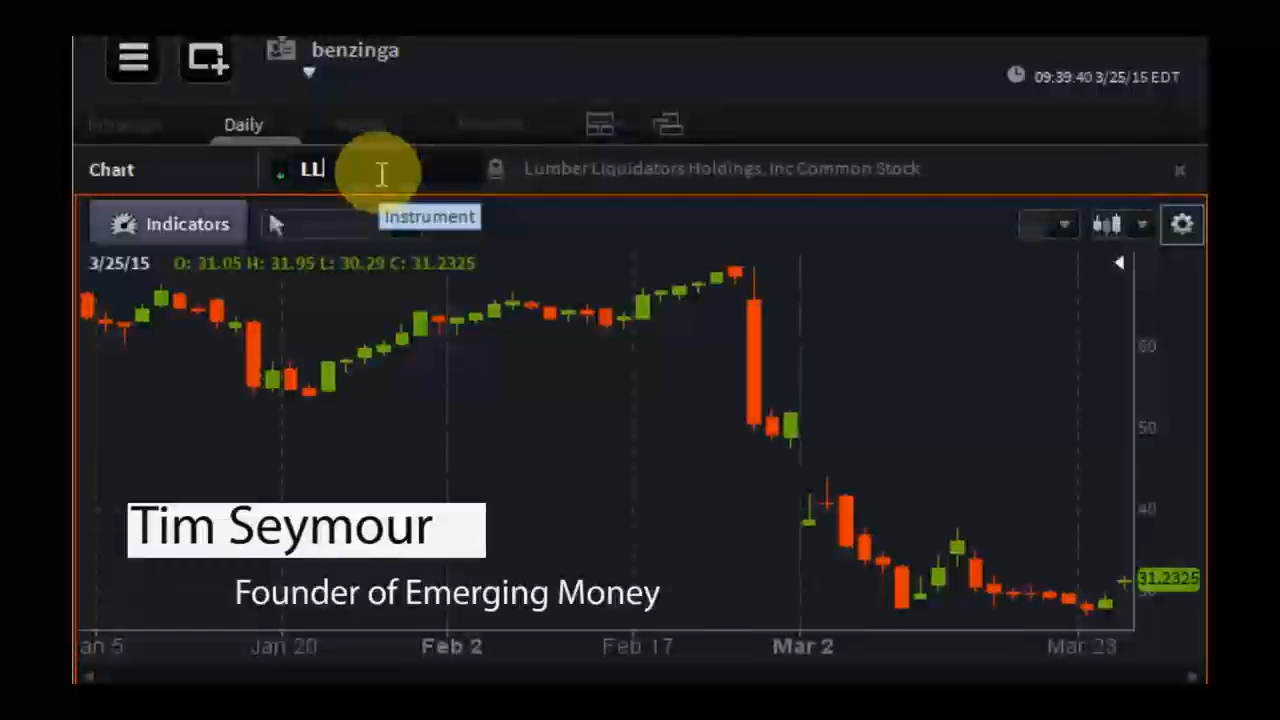 benzinga
09:39:40 3/25/15 EDT
Daily
Chart
LL
Lumber Liquidators Holdings, Inc Common Stock
Instrument
Indicators
3/25/15 O: 31.05 H: 31.95 L: 30.29 C: 31.2325
60
50
40
31.2325
Tim Seymour
Founder of Emerging Money
an 5 Jan 20 Feb 2 Feb 17 Mar 2 Mar 23